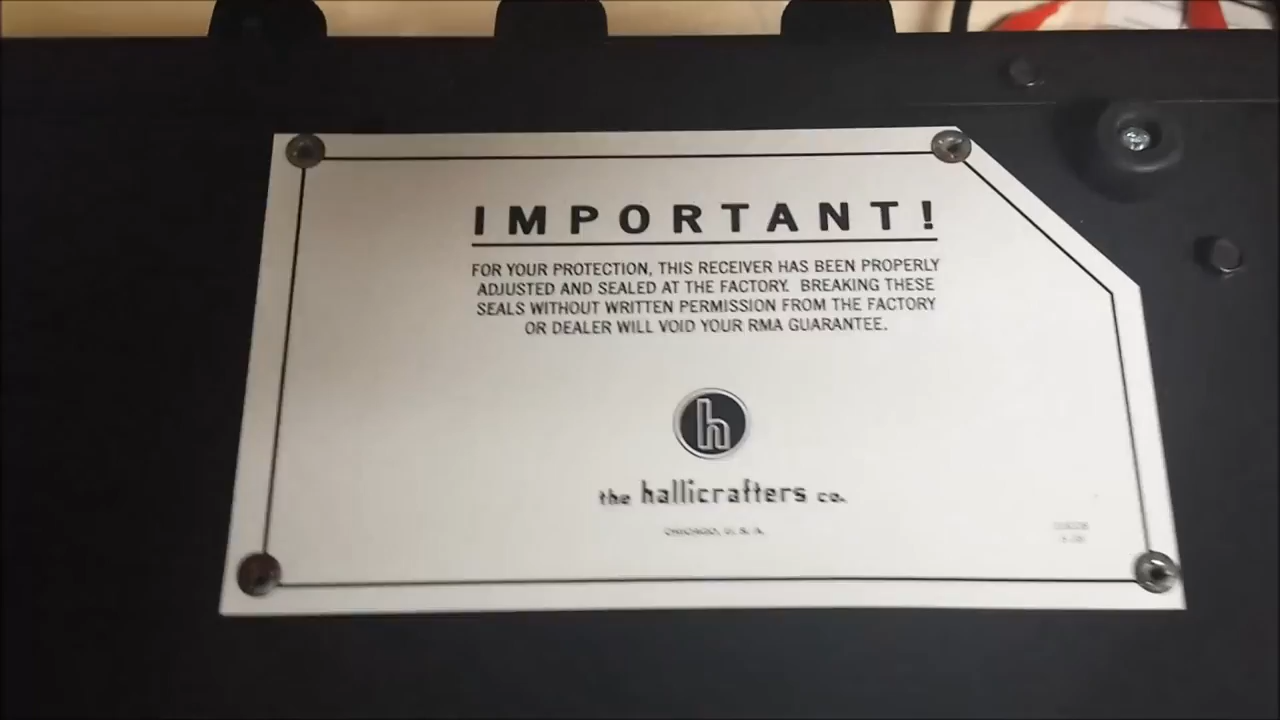 IMPORTANT!
FOR YOUR PROTECTION, THIS RECEIVER HAS BEEN PROPERLY
ADJUSTED AND SEALED AT THE FACTORY. BREAKING THESE
SEALS WITHOUT WRITTEN PERMISSION FROM THE FACTORY
OR DEALER WILL VOID YOUR RMA GUARANTEE.
h
the hallicrafters co.
CHICAGO, U. S. A.